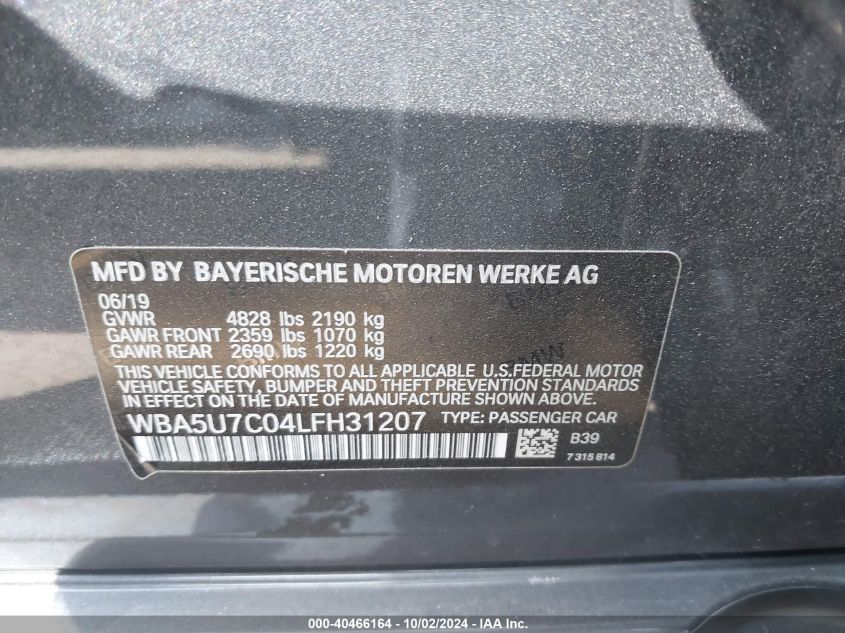 MFD BY BAYERISCHE MOTOREN WERKE AG
06/19
GVWR 4828 lbs 2190 kg
GAWR FRONT 2359 lbs 1070 kg
GAWR REAR 2690 lbs 1220 kg
THIS VEHICLE CONFORMS TO ALL APPLICABLE U.S.FEDERAL MOTOR
VEHICLE SAFETY, BUMPER AND THEFT PREVENTION STANDARDS
IN EFFECT ON THE DATE OF MANUFACTURE SHOWN ABOVE.
WBA5U7C04LFH31207 TYPE: PASSENGER CAR
B39
7315814
000-40466164 - 10/02/2024 - IAA Inc.